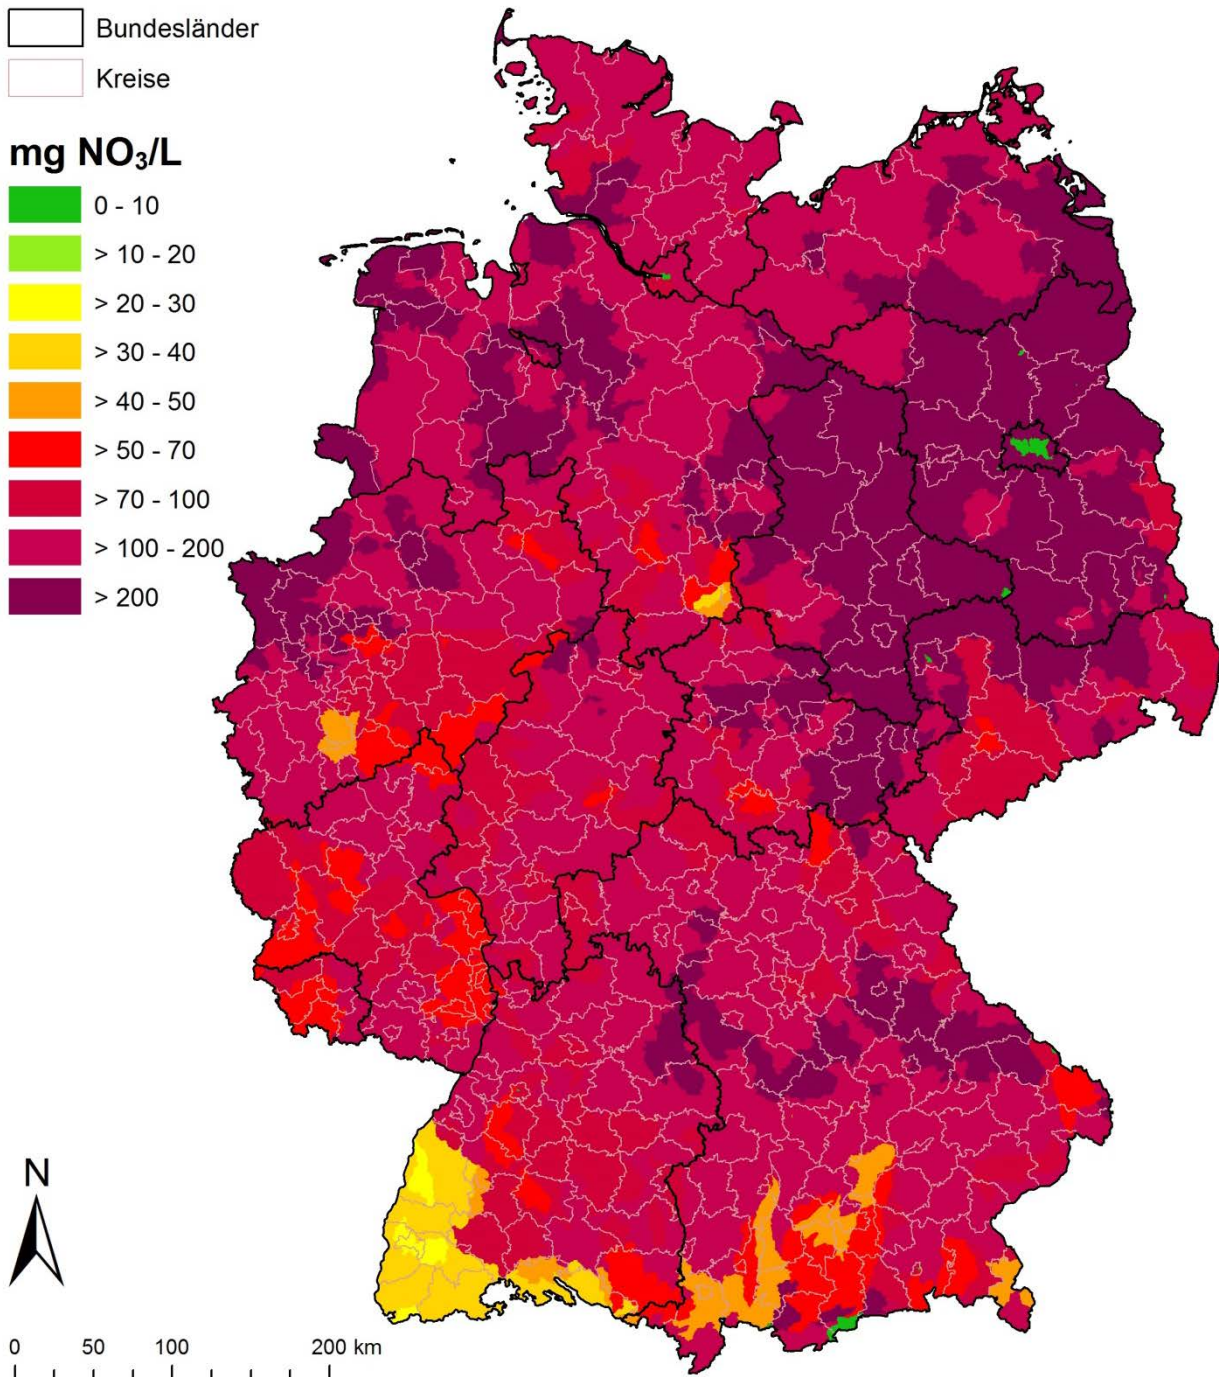 Bundesländer
Kreise
mg NO₃/L
0 - 10
> 10 - 20
> 20 - 30
> 30 - 40
> 40 - 50
> 50 - 70
> 70 - 100
> 100 - 200
> 200
N
0 50 100 200 km